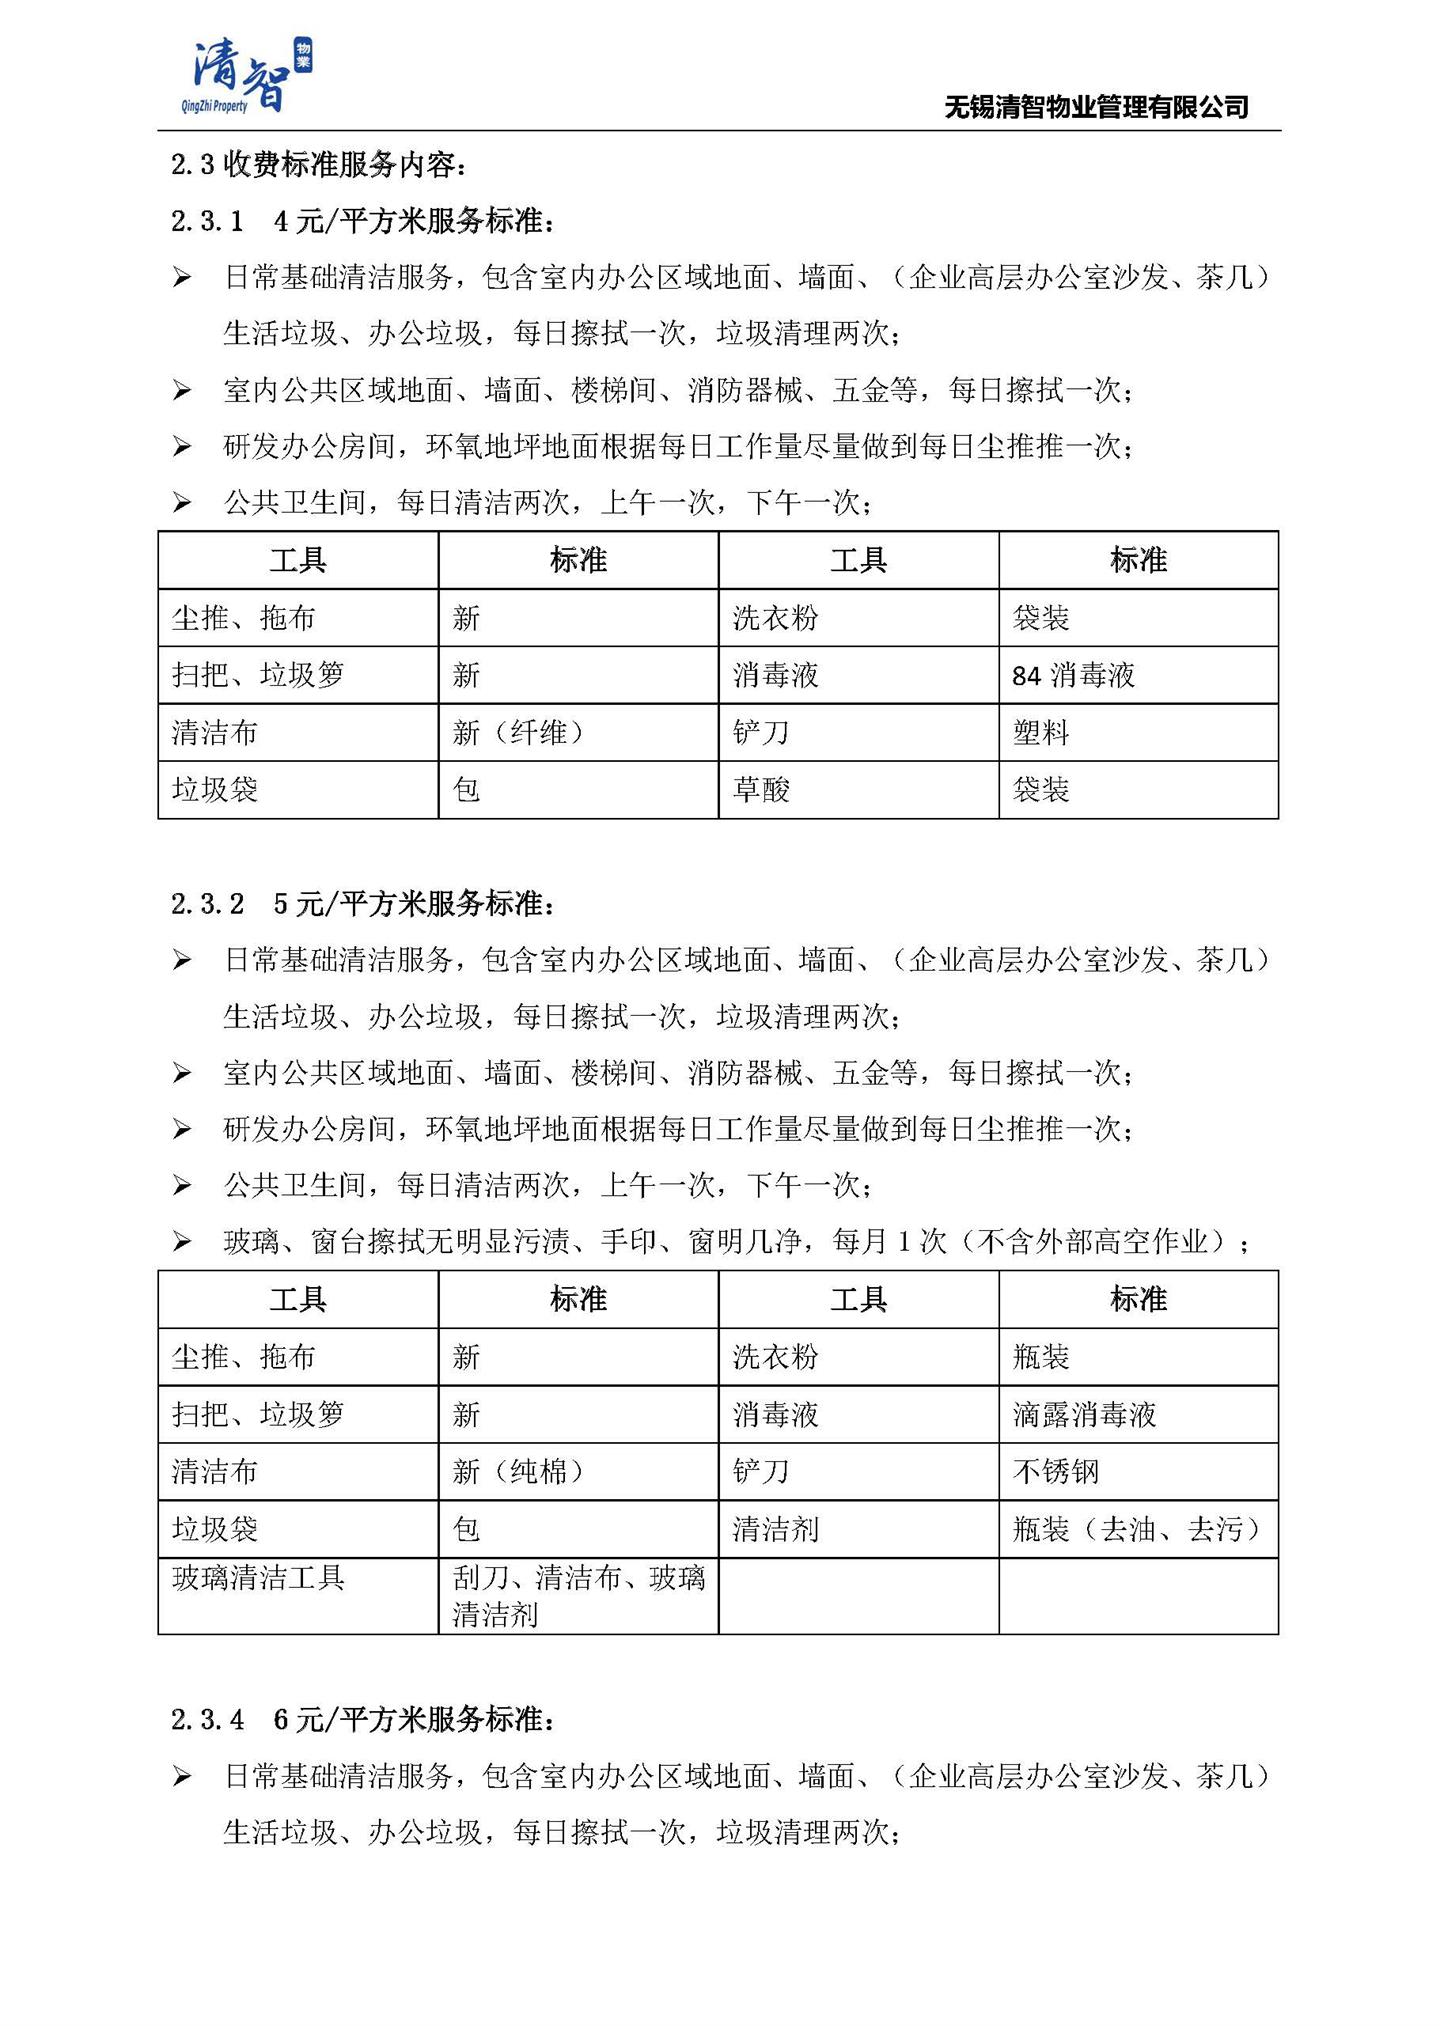 清智
物業
QingZhi Property
无锡清智物业管理有限公司
2.3 收费标准服务内容：
2.3.1 4 元/平方米服务标准：
➢ 日常基础清洁服务，包含室内办公区域地面、墙面、（企业高层办公室沙发、茶几）
生活垃圾、办公垃圾，每日擦拭一次，垃圾清理两次；
➢ 室内公共区域地面、墙面、楼梯间、消防器械、五金等，每日擦拭一次；
➢ 研发办公房间，环氧地坪地面根据每日工作量尽量做到每日尘推推一次；
➢ 公共卫生间，每日清洁两次，上午一次，下午一次；
工具 标准 工具 标准
尘推、拖布 新 洗衣粉 袋装
扫把、垃圾箩 新 消毒液 84 消毒液
清洁布 新（纤维） 铲刀 塑料
垃圾袋 包 草酸 袋装
2.3.2 5 元/平方米服务标准：
➢ 日常基础清洁服务，包含室内办公区域地面、墙面、（企业高层办公室沙发、茶几）
生活垃圾、办公垃圾，每日擦拭一次，垃圾清理两次；
➢ 室内公共区域地面、墙面、楼梯间、消防器械、五金等，每日擦拭一次；
➢ 研发办公房间，环氧地坪地面根据每日工作量尽量做到每日尘推推一次；
➢ 公共卫生间，每日清洁两次，上午一次，下午一次；
➢ 玻璃、窗台擦拭无明显污渍、手印、窗明几净，每月 1 次（不含外部高空作业）；
工具 标准 工具 标准
尘推、拖布 新 洗衣粉 瓶装
扫把、垃圾箩 新 消毒液 滴露消毒液
清洁布 新（纯棉） 铲刀 不锈钢
垃圾袋 包 清洁剂 瓶装（去油、去污）
玻璃清洁工具 刮刀、清洁布、玻璃
清洁剂
2.3.4 6 元/平方米服务标准：
➢ 日常基础清洁服务，包含室内办公区域地面、墙面、（企业高层办公室沙发、茶几）
生活垃圾、办公垃圾，每日擦拭一次，垃圾清理两次；